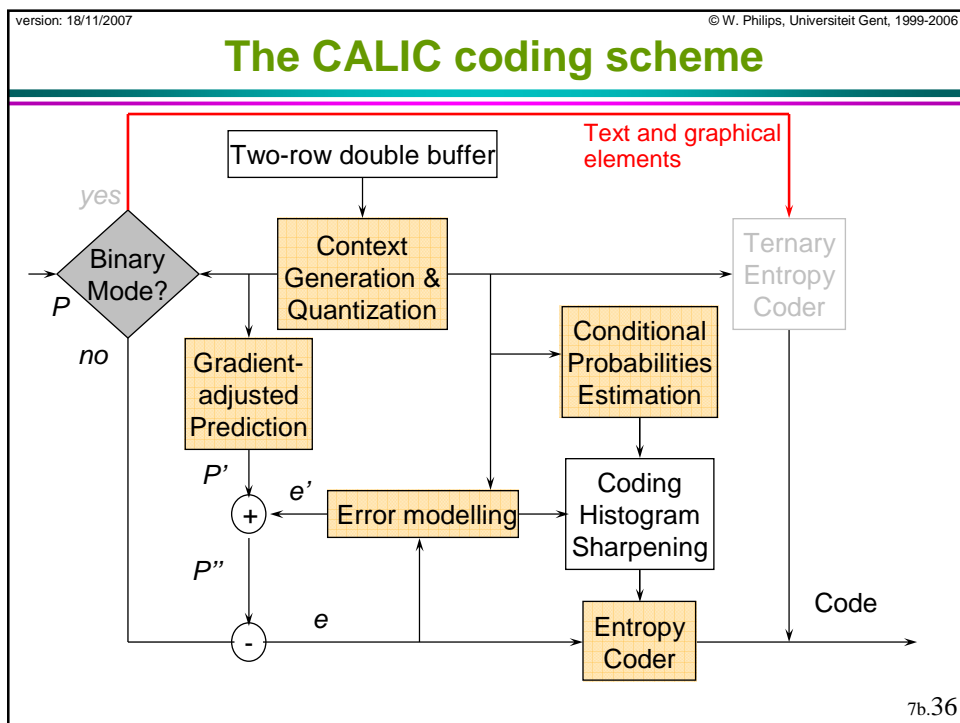 version: 18/11/2007
© W. Philips, Universiteit Gent, 1999-2006
The CALIC coding scheme
Text and graphical
elements
Two-row double buffer
yes
Binary
Mode?
P
no
Context
Generation &
Quantization
Ternary
Entropy
Coder
Gradient-
adjusted
Prediction
Conditional
Probabilities
Estimation
P'
e'
+
Error modelling
Coding
Histogram
Sharpening
P''
-
e
Entropy
Coder
Code
7b.36